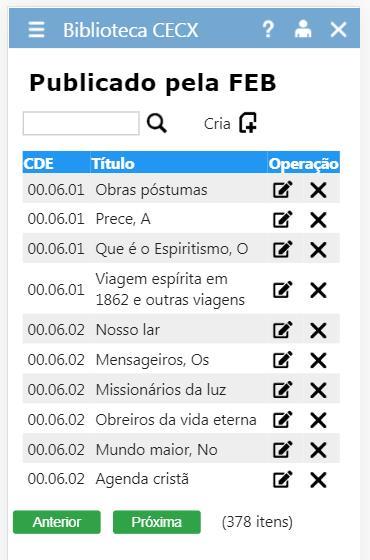 Biblioteca CECX ?
Publicado pela FEB
Cria
CDE Título Operação
00.06.01 Obras póstumas
00.06.01 Prece, A
00.06.01 Que é o Espiritismo, O
00.06.01 Viagem espírita em
1862 e outras viagens
00.06.02 Nosso lar
00.06.02 Mensageiros, Os
00.06.02 Missionários da luz
00.06.02 Obreiros da vida eterna
00.06.02 Mundo maior, No
00.06.02 Agenda cristã
Anterior Próxima (378 itens)